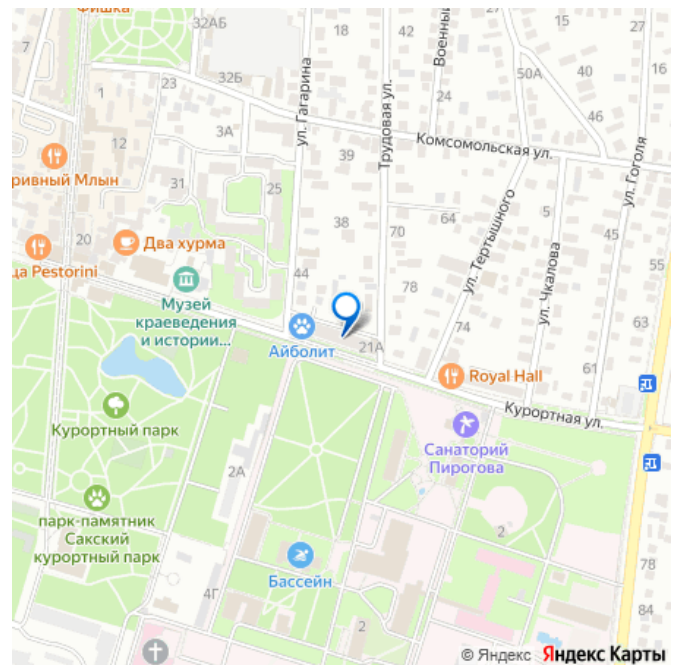 Фишка
32АБ
18
42
Военный
15
27
50А
40
16
24
46
7
1
23
32Б
3А
ул. Гагарина
Трудовая ул.
Комсомольская ул.
ул. Гоголя
12
39
ривный Млын
31
25
38
70
64
5
45
55
20
Два хурма
ца Pestorini
44
78
ул. Тертышного
ул. Чкалова
Музей
краеведения
и истории...
74
63
Айболит
21А
Royal Hall
61
Курортная ул.
Курортный парк
Санаторий
Пирогова
2А
парк-памятник
Сакский
курортный парк
2
Бассейн
78
4Г
84
2
© Яндекс Яндекс Карты